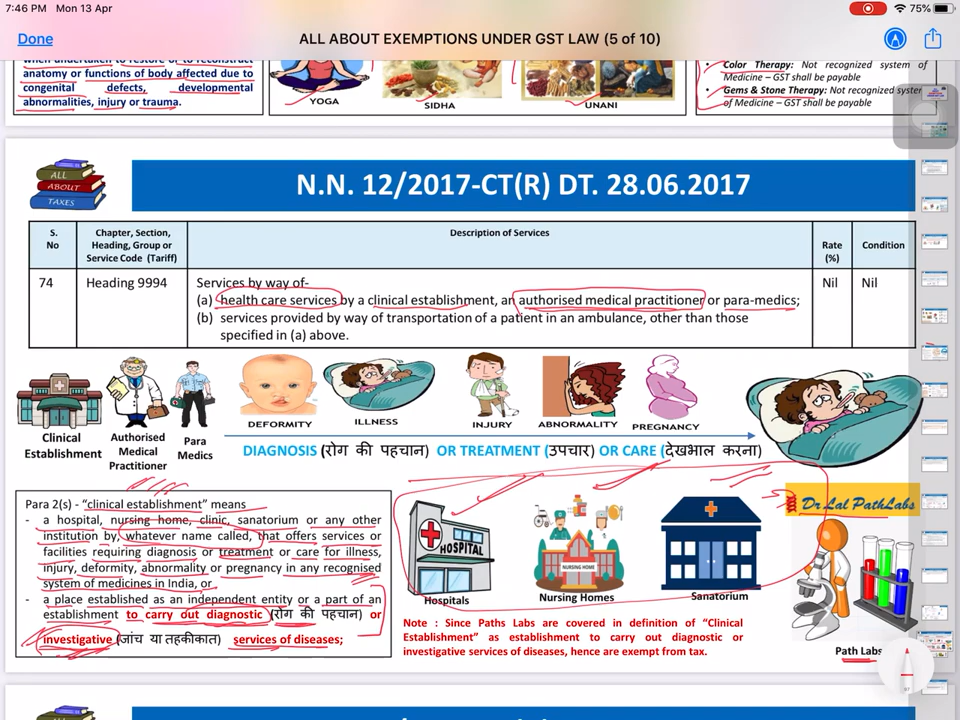 7:46 PM Mon 13 Apr
75%
Done
ALL ABOUT EXEMPTIONS UNDER GST LAW (5 of 10)
when undertaken to restore or to reconstruct
anatomy or functions of body affected due to
congenital defects, developmental
abnormalities, injury or trauma.
YOGA
SIDHA
UNANI
• Color Therapy: Not recognized system of
Medicine – GST shall be payable
• Gems & Stone Therapy: Not recognized system
of Medicine – GST shall be payable
ALL
ABOUT
TAXES
N.N. 12/2017-CT(R) DT. 28.06.2017
S. No
Chapter, Section, Heading, Group or Service Code (Tariff)
Description of Services
Rate (%)
Condition
74
Heading 9994
Services by way of-
(a) health care services by a clinical establishment, an authorised medical practitioner or para-medics;
(b) services provided by way of transportation of a patient in an ambulance, other than those
specified in (a) above.
Nil
Nil
Clinical
Establishment
Authorised
Medical
Practitioner
Para
Medics
DEFORMITY
ILLNESS
INJURY
ABNORMALITY
PREGNANCY
DIAGNOSIS (रोग की पहचान) OR TREATMENT (उपचार) OR CARE (देखभाल करना)
Para 2(s) - “clinical establishment” means
- a hospital, nursing home, clinic, sanatorium or any other
institution by, whatever name called, that offers services or
facilities requiring diagnosis or treatment or care for illness,
injury, deformity, abnormality or pregnancy in any recognised
system of medicines in India, or
- a place established as an independent entity or a part of an
establishment to carry out diagnostic (रोग की पहचान) or
investigative (जांच या तहकीकात) services of diseases;
HOSPITAL
Hospitals
NURSING HOME
Nursing Homes
Sanatorium
Dr Lal PathLabs
Path Labs
Note : Since Paths Labs are covered in definition of “Clinical
Establishment” as establishment to carry out diagnostic or
investigative services of diseases, hence are exempt from tax.